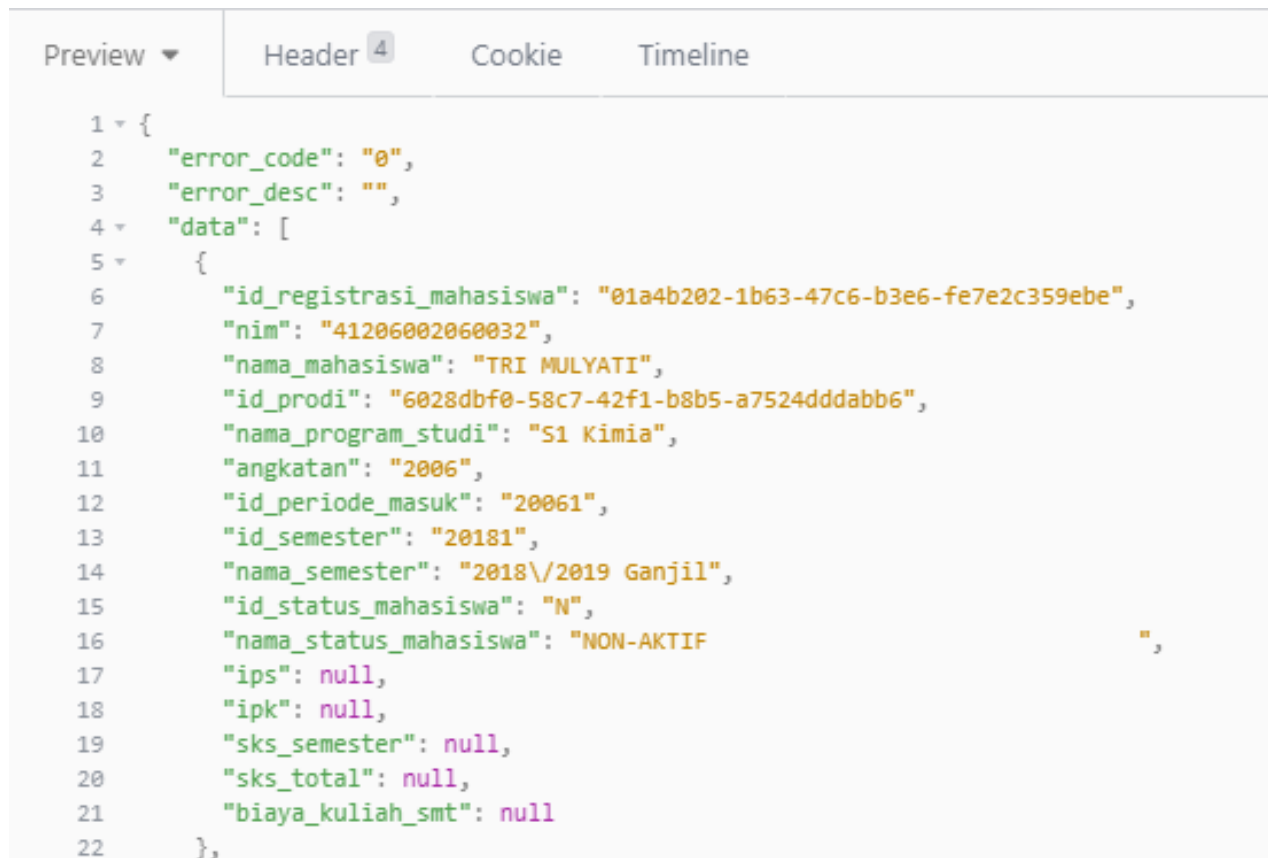 Preview Header 4 Cookie Timeline
1 {
2 "error_code": "0",
3 "error_desc": "",
4 "data": [
5 {
6 "id_registrasi_mahasiswa": "01a4b202-1b63-47c6-b3e6-fe7e2c359ebe",
7 "nim": "41206002060032",
8 "nama_mahasiswa": "TRI MULYATI",
9 "id_prodi": "6028dbf0-58c7-42f1-b8b5-a7524dddabb6",
10 "nama_program_studi": "S1 Kimia",
11 "angkatan": "2006",
12 "id_periode_masuk": "20061",
13 "id_semester": "20181",
14 "nama_semester": "2018\/2019 Ganjil",
15 "id_status_mahasiswa": "N",
16 "nama_status_mahasiswa": "NON-AKTIF                                   ",
17 "ips": null,
18 "ipk": null,
19 "sks_semester": null,
20 "sks_total": null,
21 "biaya_kuliah_smt": null
22 },